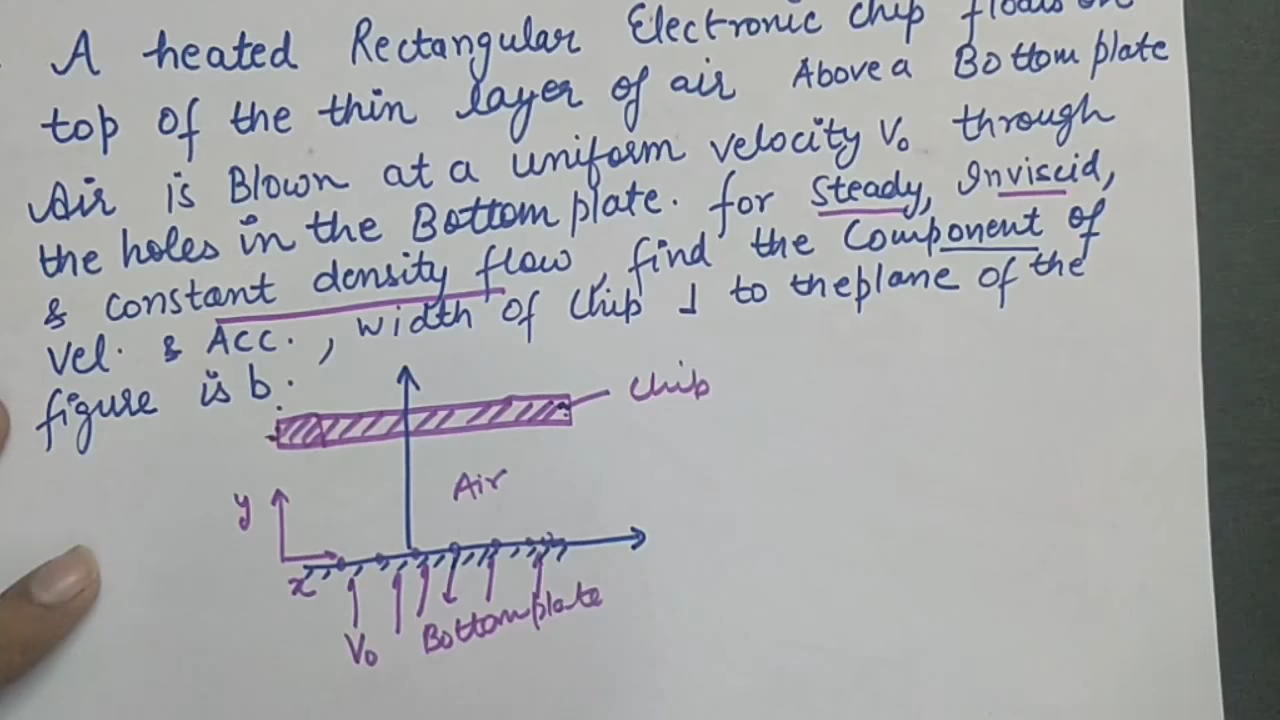 A heated Rectangular Electronic chip floats on
top of the thin layer of air Above a Bottom plate
Air is Blown at a uniform velocity V₀ through
the holes in the Bottom plate. for Steady, Inviscid,
& constant density flow, find the Component of
Vel. & Acc., width of Chip ⊥ to the plane of the
figure is b.
Chip
Air
y
x
V₀
Bottom plate